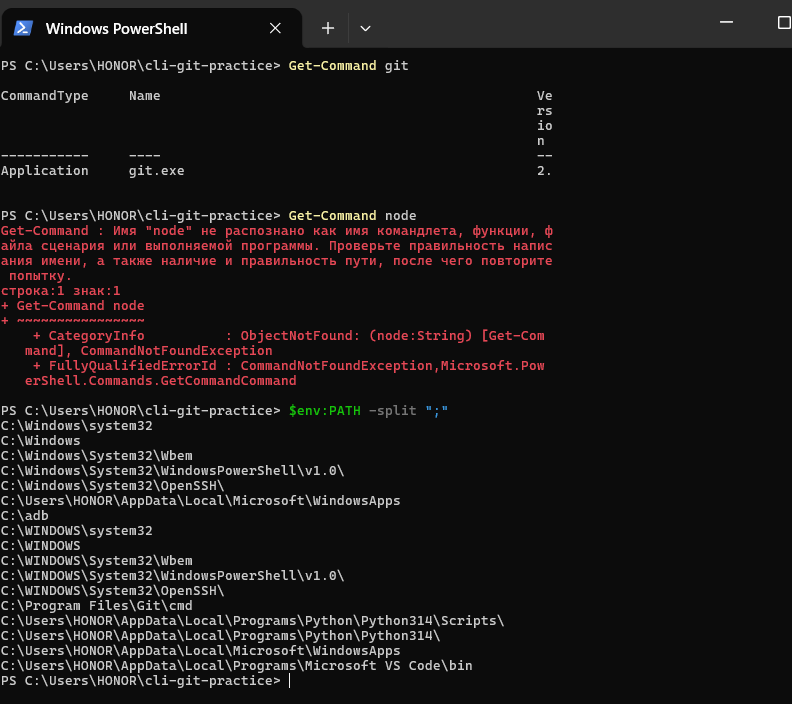 Windows PowerShell
PS C:\Users\HONOR\cli-git-practice> Get-Command git
CommandType     Name                                               Ve
rs
io
n
-----------     ----                                               --
Application     git.exe                                            2.
PS C:\Users\HONOR\cli-git-practice> Get-Command node
Get-Command : Имя "node" не распознано как имя командлета, функции, ф
айла сценария или выполняемой программы. Проверьте правильность напис
ания имени, а также наличие и правильность пути, после чего повторите
 попытку.
строка:1 знак:1
+ Get-Command node
+ ~~~~~~~~~~~~~~~~
    + CategoryInfo          : ObjectNotFound: (node:String) [Get-Com
   mand], CommandNotFoundException
    + FullyQualifiedErrorId : CommandNotFoundException,Microsoft.Pow
   erShell.Commands.GetCommandCommand
PS C:\Users\HONOR\cli-git-practice> $env:PATH -split ";"
C:\Windows\system32
C:\Windows
C:\Windows\System32\Wbem
C:\Windows\System32\WindowsPowerShell\v1.0\
C:\Windows\System32\OpenSSH\
C:\Users\HONOR\AppData\Local\Microsoft\WindowsApps
C:\adb
C:\WINDOWS\system32
C:\WINDOWS
C:\WINDOWS\System32\Wbem
C:\WINDOWS\System32\WindowsPowerShell\v1.0\
C:\WINDOWS\System32\OpenSSH\
C:\Program Files\Git\cmd
C:\Users\HONOR\AppData\Local\Programs\Python\Python314\Scripts\
C:\Users\HONOR\AppData\Local\Programs\Python\Python314\
C:\Users\HONOR\AppData\Local\Microsoft\WindowsApps
C:\Users\HONOR\AppData\Local\Programs\Microsoft VS Code\bin
PS C:\Users\HONOR\cli-git-practice>